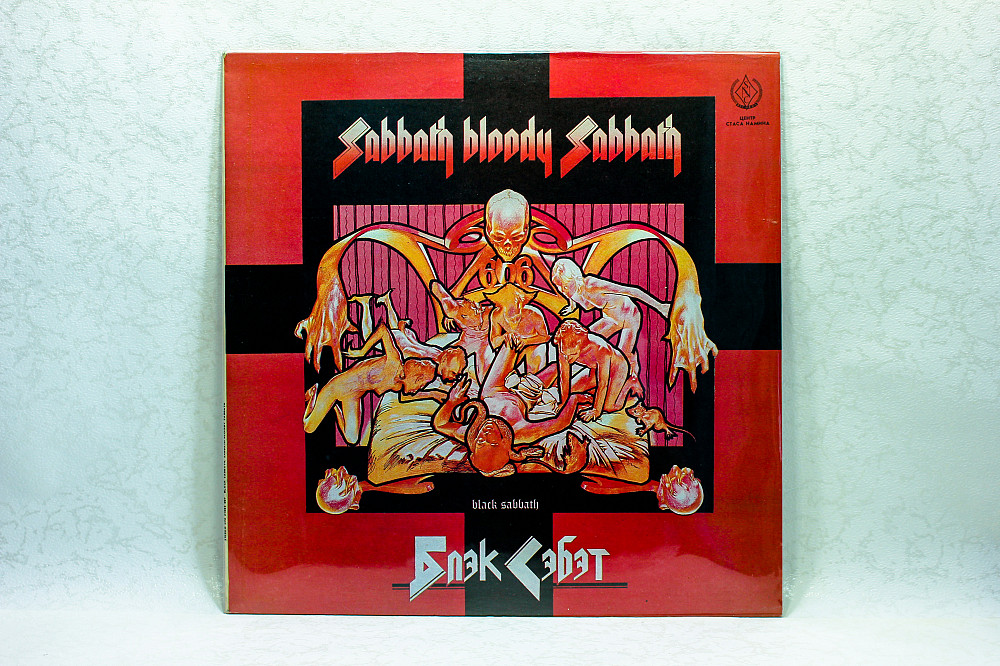 Sabbath bloody Sabbath
ЦЕНТР
СТАСА НАМИНА
666
black sabbath
Блэк Сэбэт